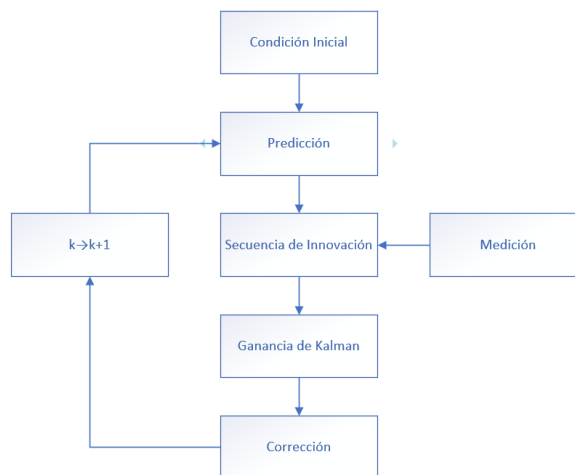 Condición Inicial
Predicción
k→k+1
Secuencia de Innovación
Medición
Ganancia de Kalman
Corrección